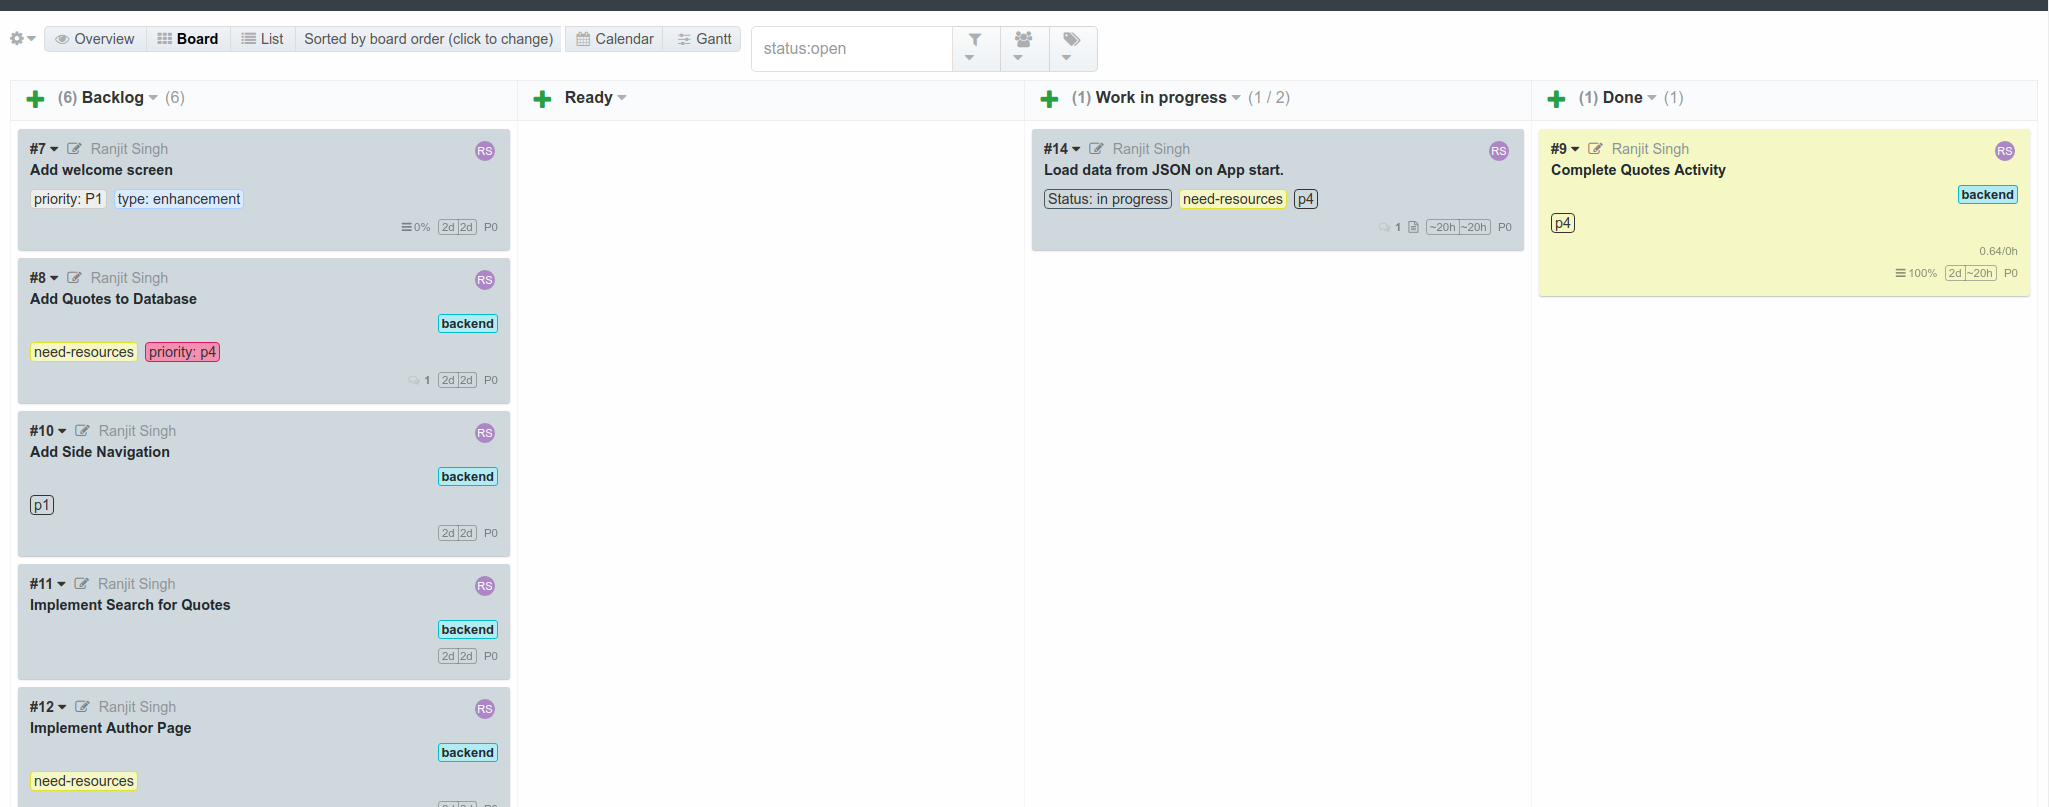 Overview Board List Sorted by board order (click to change) Calendar Gantt status:open
(6) Backlog (6)
Ready
(1) Work in progress (1 / 2)
(1) Done (1)
#7 Ranjit Singh RS
Add welcome screen
priority: P1 type: enhancement
0% 2d 2d P0
#8 Ranjit Singh RS
Add Quotes to Database
backend
need-resources priority: p4
1 2d 2d P0
#10 Ranjit Singh RS
Add Side Navigation
backend
p1
2d 2d P0
#11 Ranjit Singh RS
Implement Search for Quotes
backend
2d 2d P0
#12 Ranjit Singh RS
Implement Author Page
backend
need-resources
#14 Ranjit Singh RS
Load data from JSON on App start.
Status: in progress need-resources p4
1 ~20h ~20h P0
#9 Ranjit Singh RS
Complete Quotes Activity
backend
p4
0.64/0h
100% 2d ~20h P0